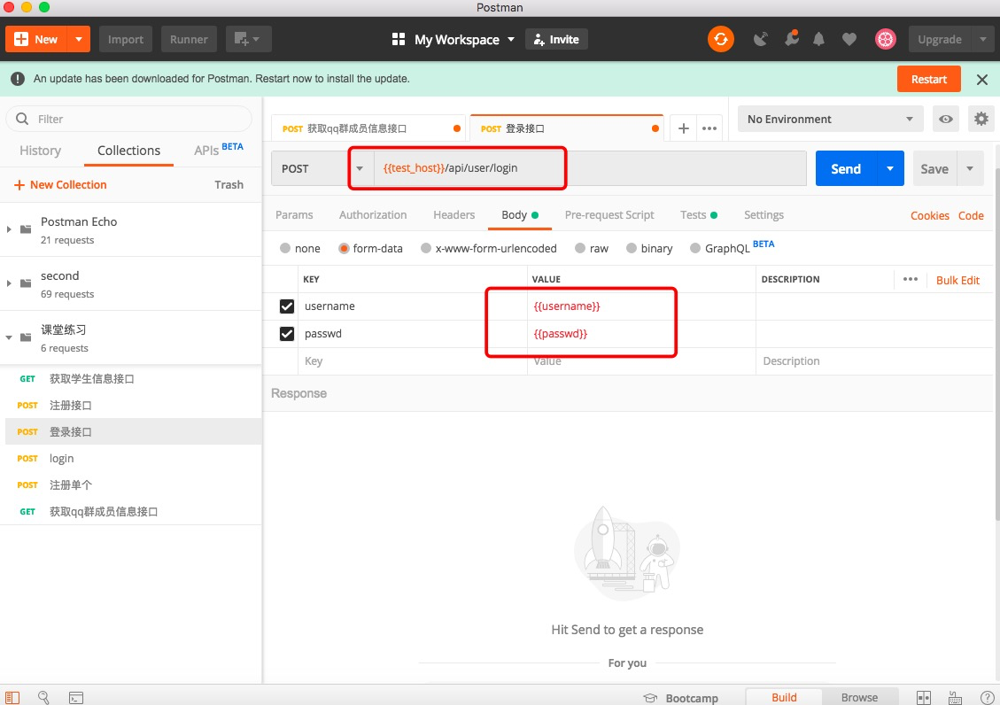 Postman
New
Import
Runner
My Workspace
Invite
Upgrade
An update has been downloaded for Postman. Restart now to install the update.
Restart
Filter
History
Collections
APIs BETA
New Collection
Trash
Postman Echo
21 requests
second
69 requests
课堂练习
6 requests
GET 获取学生信息接口
POST 注册接口
POST 登录接口
POST login
POST 注册单个
GET 获取qq群成员信息接口
POST 获取qq群成员信息接口
POST 登录接口
No Environment
POST
{{test_host}}/api/user/login
Send
Save
Params
Authorization
Headers
Body
Pre-request Script
Tests
Settings
Cookies
Code
none
form-data
x-www-form-urlencoded
raw
binary
GraphQL BETA
KEY
VALUE
DESCRIPTION
Bulk Edit
username
{{username}}
passwd
{{passwd}}
Key
Value
Description
Response
Hit Send to get a response
For you
Bootcamp
Build
Browse